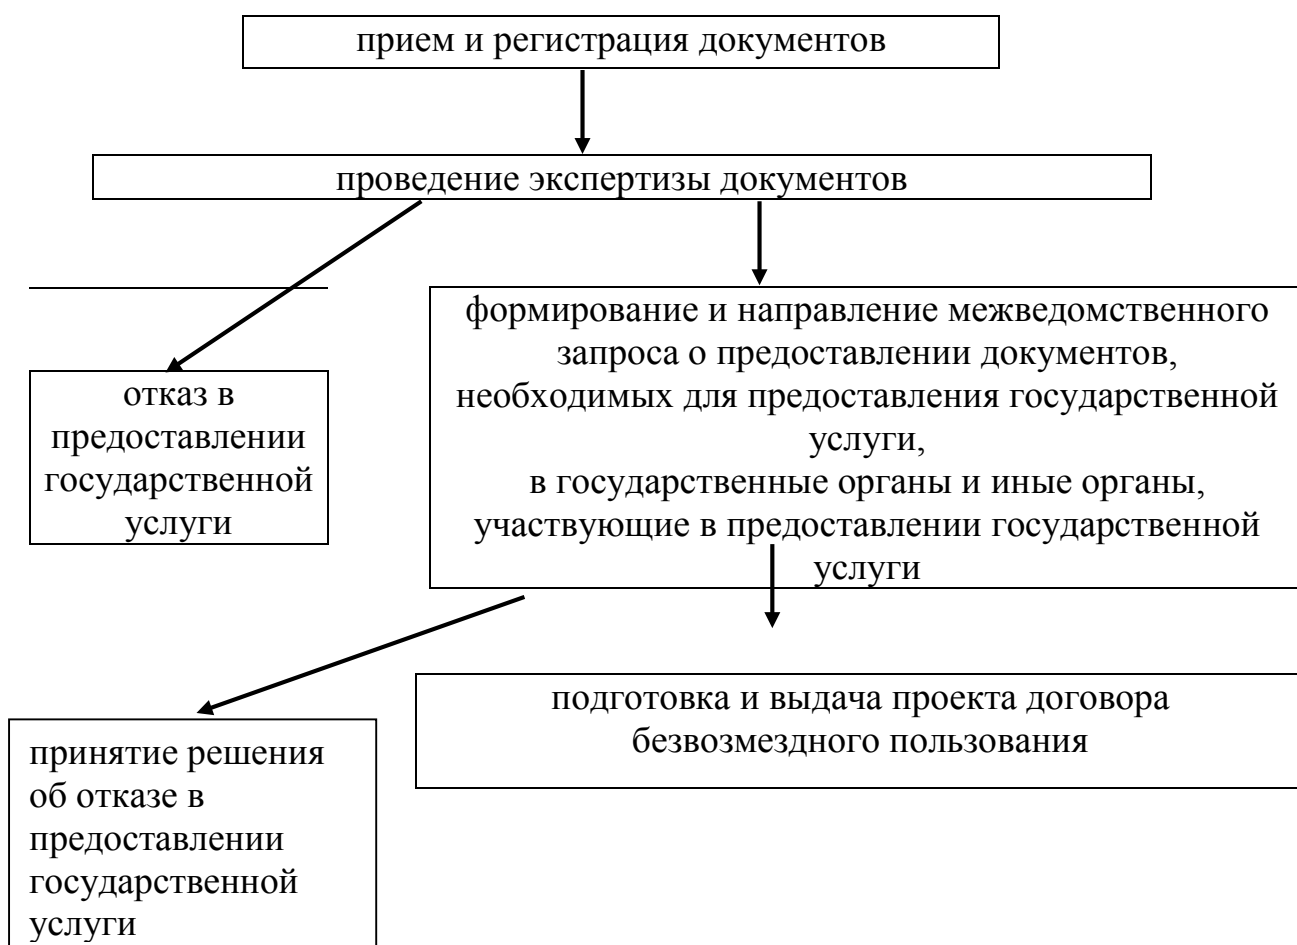 прием и регистрация документов
проведение экспертизы документов
формирование и направление межведомственного
запроса о предоставлении документов,
необходимых для предоставления государственной
услуги,
в государственные органы и иные органы,
участвующие в предоставлении государственной
услуги
отказ в
предоставлении
государственной
услуги
подготовка и выдача проекта договора
безвозмездного пользования
принятие решения
об отказе в
предоставлении
государственной
услуги